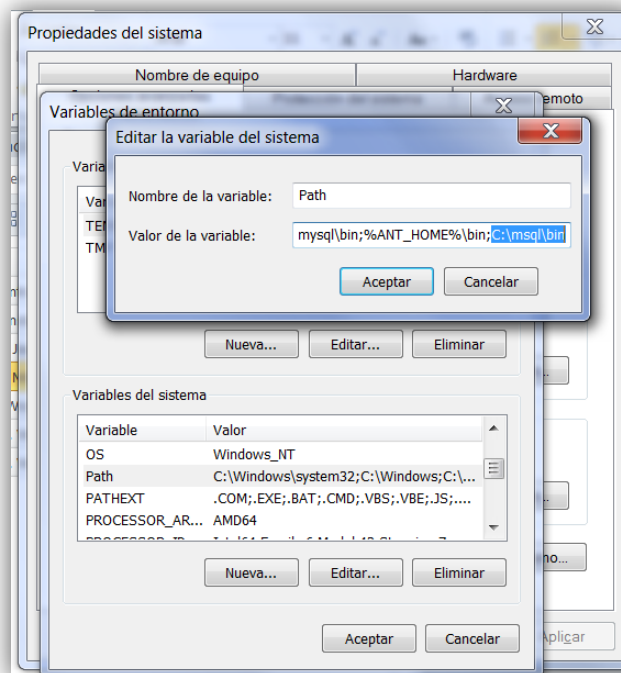 Propiedades del sistema
Nombre de equipo
Hardware
emoto
Variables de entorno
Editar la variable del sistema
Nombre de la variable: Path
Valor de la variable: mysql\bin;%ANT_HOME%\bin;C:\msql\bin
Aceptar Cancelar
Nueva... Editar... Eliminar
Variables del sistema
Variable Valor
OS Windows_NT
Path C:\Windows\system32;C:\Windows;C:\...
PATHEXT .COM;.EXE;.BAT;.CMD;.VBS;.VBE;.JS;....
PROCESSOR_AR... AMD64
Nueva... Editar... Eliminar
no...
Aceptar Cancelar
Aplicar